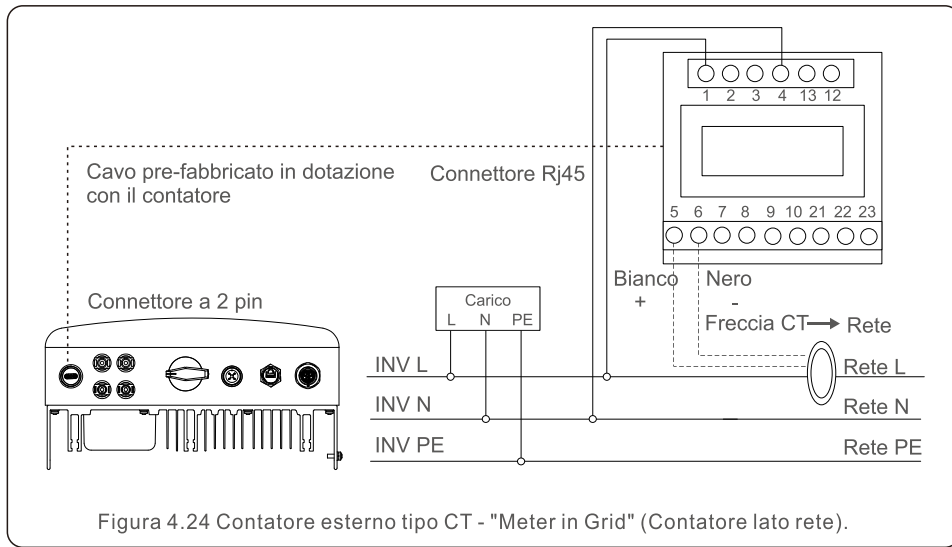 1 2 3 4 13 12
Cavo pre-fabbricato in dotazione
con il contatore
Connettore Rj45
5 6 7 8 9 10 21 22 23
Bianco Nero
+ -
Freccia CT Rete
Connettore a 2 pin
Carico
L N PE
INV L Rete L
INV N Rete N
INV PE Rete PE
Figura 4.24 Contatore esterno tipo CT - "Meter in Grid" (Contatore lato rete).